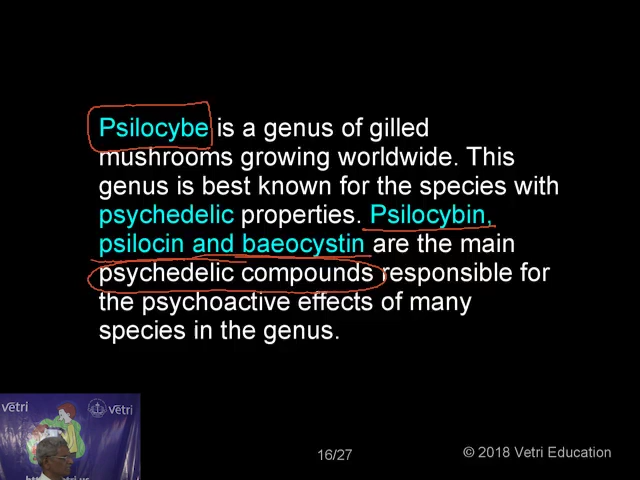 Psilocybe is a genus of gilled
mushrooms growing worldwide. This
genus is best known for the species with
psychedelic properties. Psilocybin,
psilocin and baeocystin are the main
psychedelic compounds responsible for
the psychoactive effects of many
species in the genus.
vetri
vetri
16/27
© 2018 Vetri Education